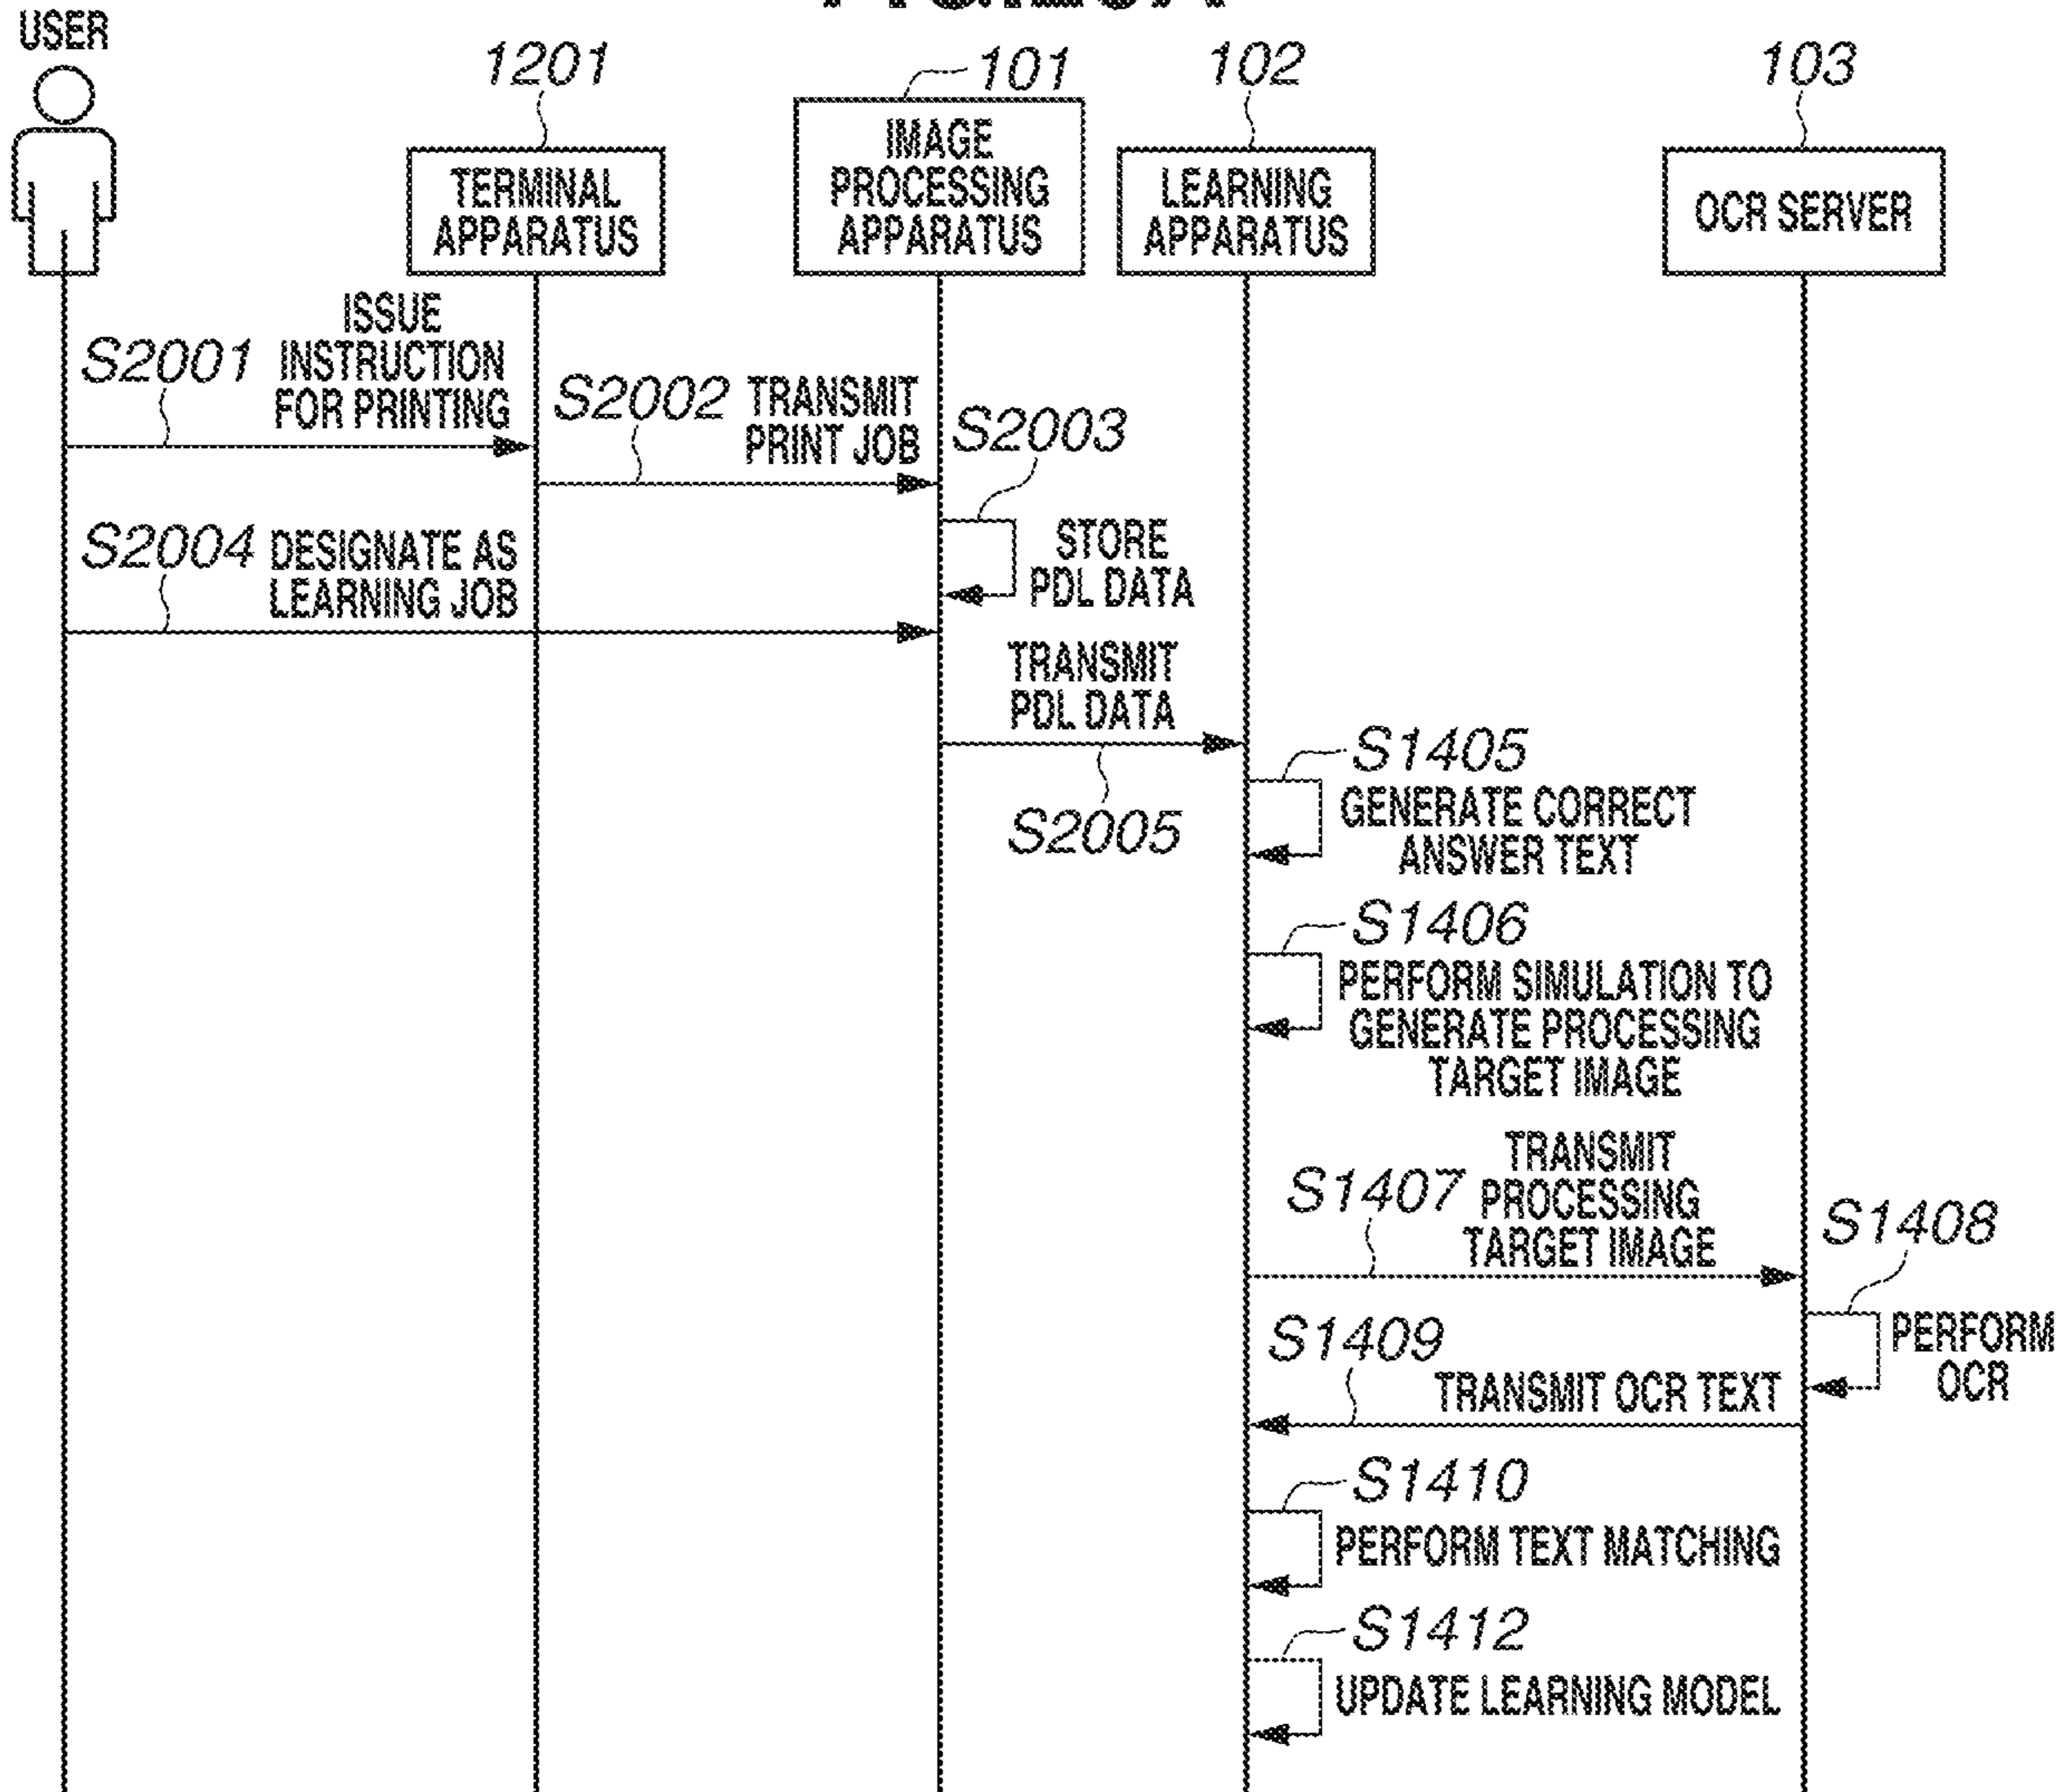 USER
1201
101
102
103
TERMINAL
APPARATUS
IMAGE
PROCESSING
APPARATUS
LEARNING
APPARATUS
OCR SERVER
S2001
ISSUE
INSTRUCTION
FOR PRINTING
S2002
TRANSMIT
PRINT JOB
S2003
STORE
PDL DATA
S2004
DESIGNATE AS
LEARNING JOB
TRANSMIT
PDL DATA
S2005
S1405
GENERATE CORRECT
ANSWER TEXT
S1406
PERFORM SIMULATION TO
GENERATE PROCESSING
TARGET IMAGE
S1407
TRANSMIT
PROCESSING
TARGET IMAGE
S1408
PERFORM
OCR
S1409
TRANSMIT OCR TEXT
S1410
PERFORM TEXT MATCHING
S1412
UPDATE LEARNING MODEL